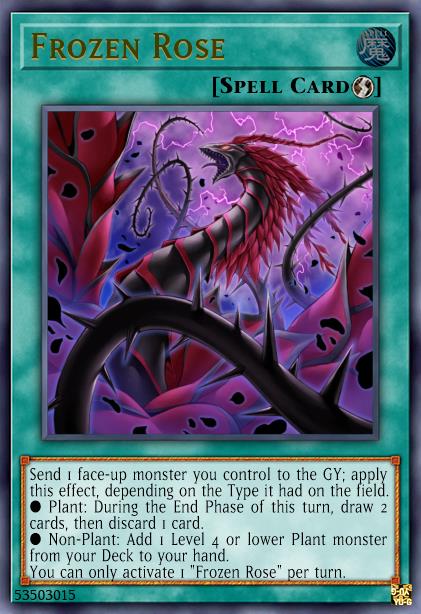 Frozen Rose
魔
[Spell Card]
Send 1 face-up monster you control to the GY; apply
this effect, depending on the Type it had on the field.
● Plant: During the End Phase of this turn, draw 2
cards, then discard 1 card.
● Non-Plant: Add 1 Level 4 or lower Plant monster
from your Deck to your hand.
You can only activate 1 "Frozen Rose" per turn.
53503015